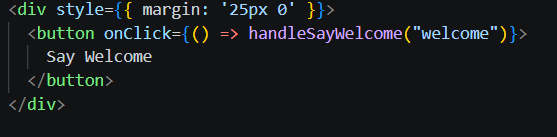 <div style={{ margin: '25px 0' }}>
<button onClick={() => handleSayWelcome("welcome")}>
Say Welcome
</button>
</div>